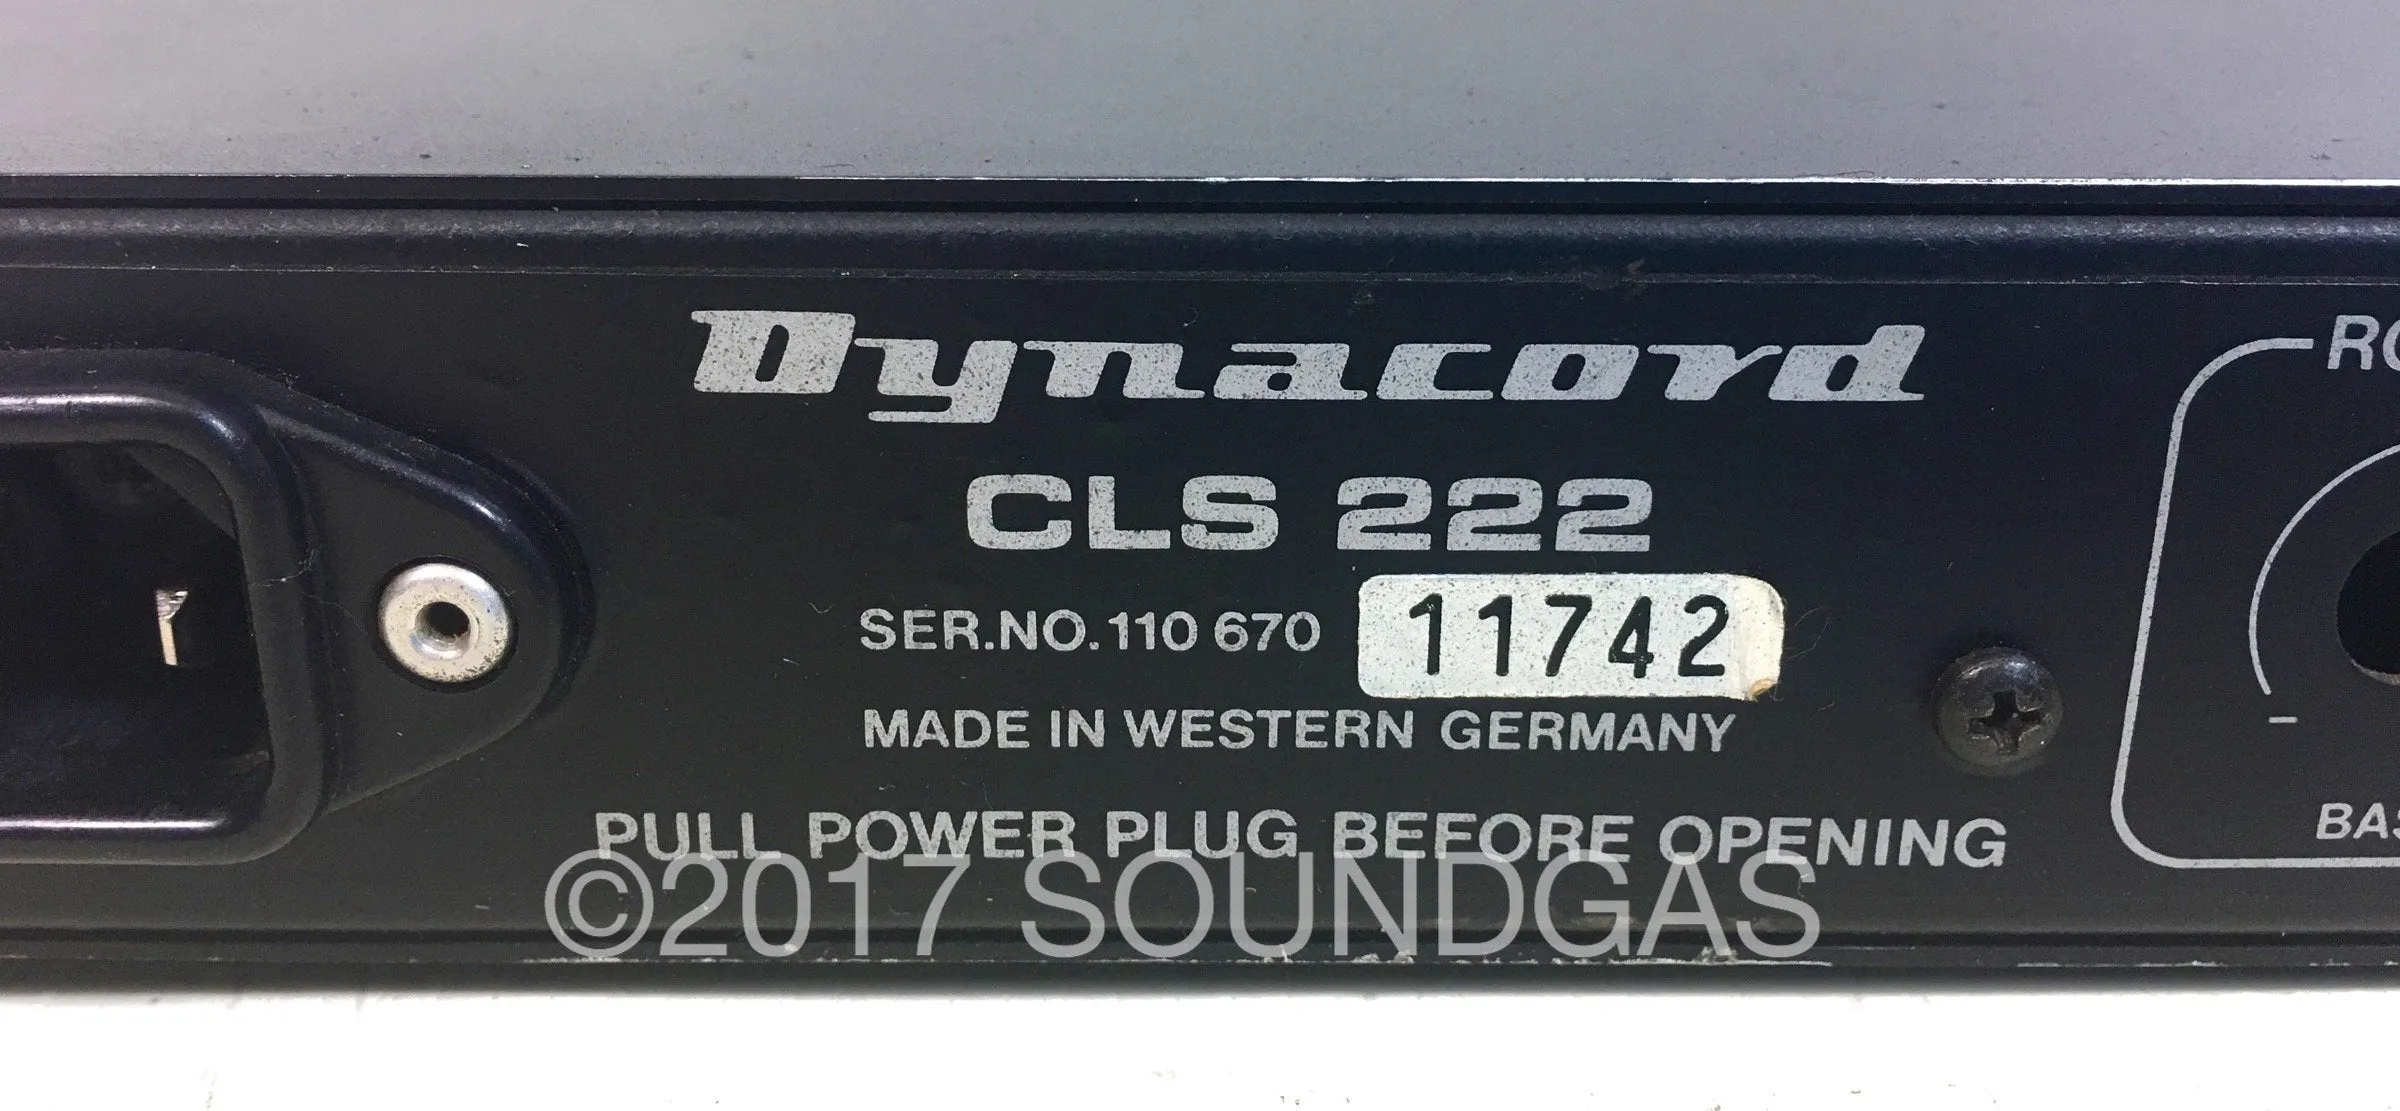 Dynacord
CLS 222
SER.NO. 110 670 11742
MADE IN WESTERN GERMANY
PULL POWER PLUG BEFORE OPENING
©2017 SOUNDGAS
–